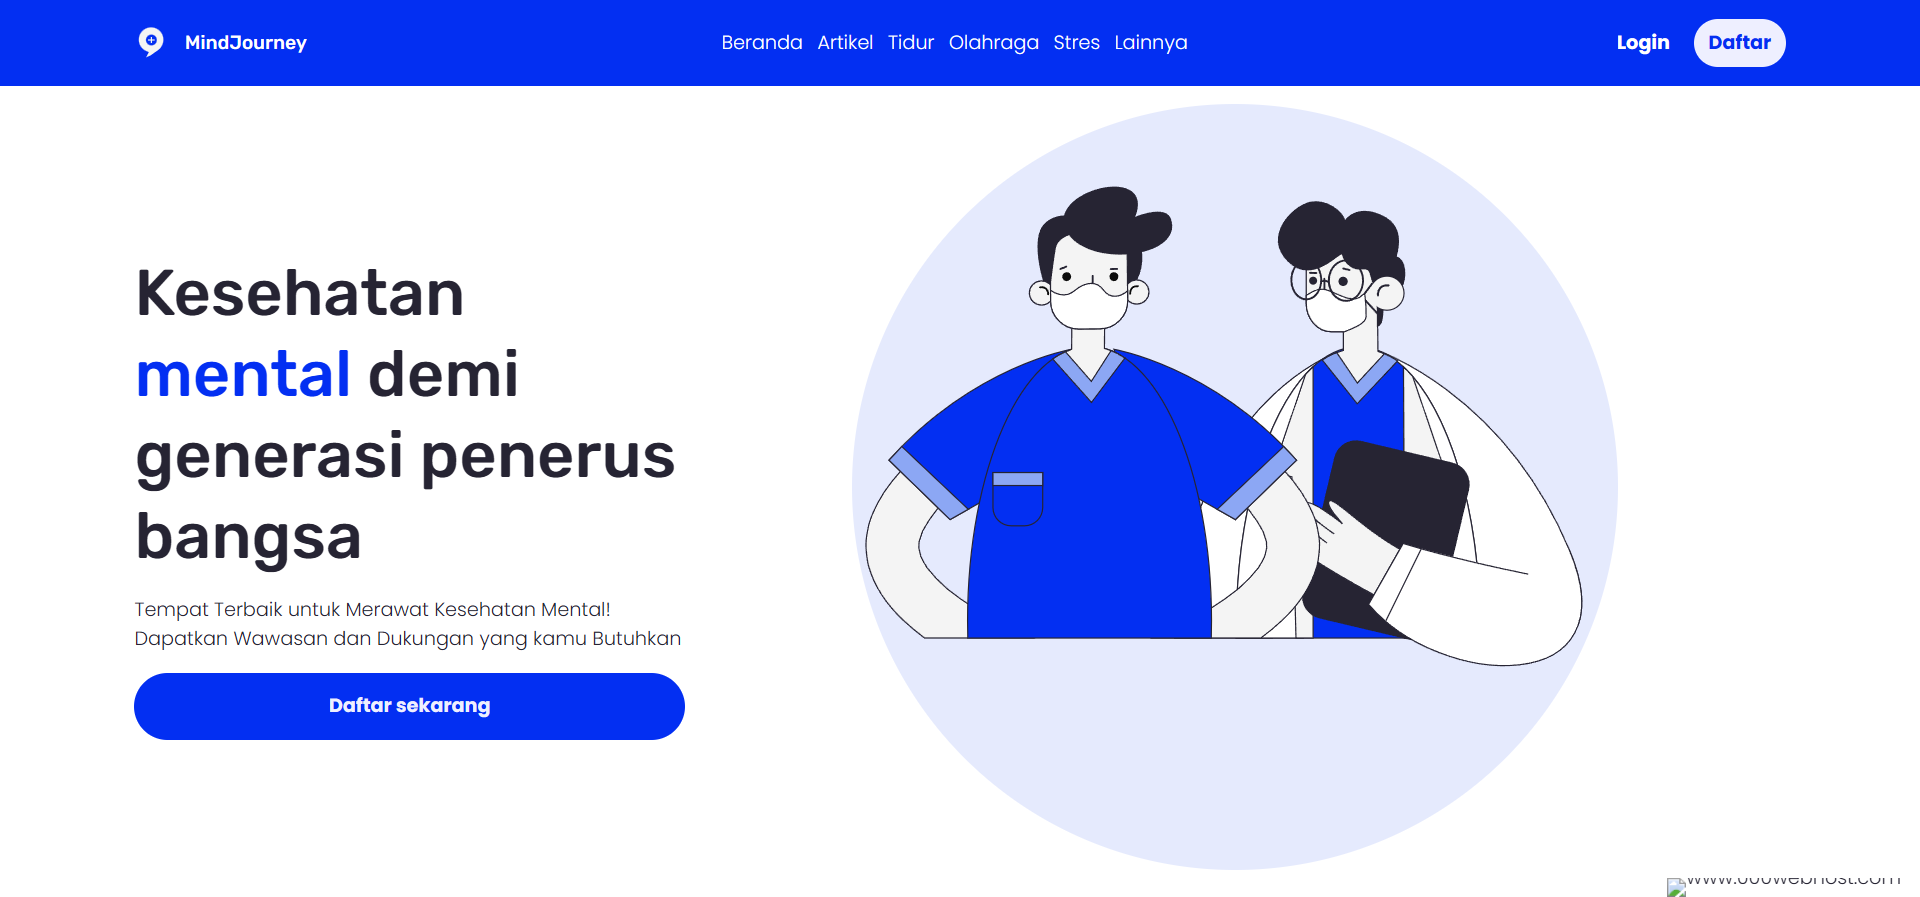 MindJourney
Beranda Artikel Tidur Olahraga Stres Lainnya
Login Daftar
Kesehatan
mental demi
generasi penerus
bangsa
Tempat Terbaik untuk Merawat Kesehatan Mental!
Dapatkan Wawasan dan Dukungan yang kamu Butuhkan
Daftar sekarang
www.000webhost.com